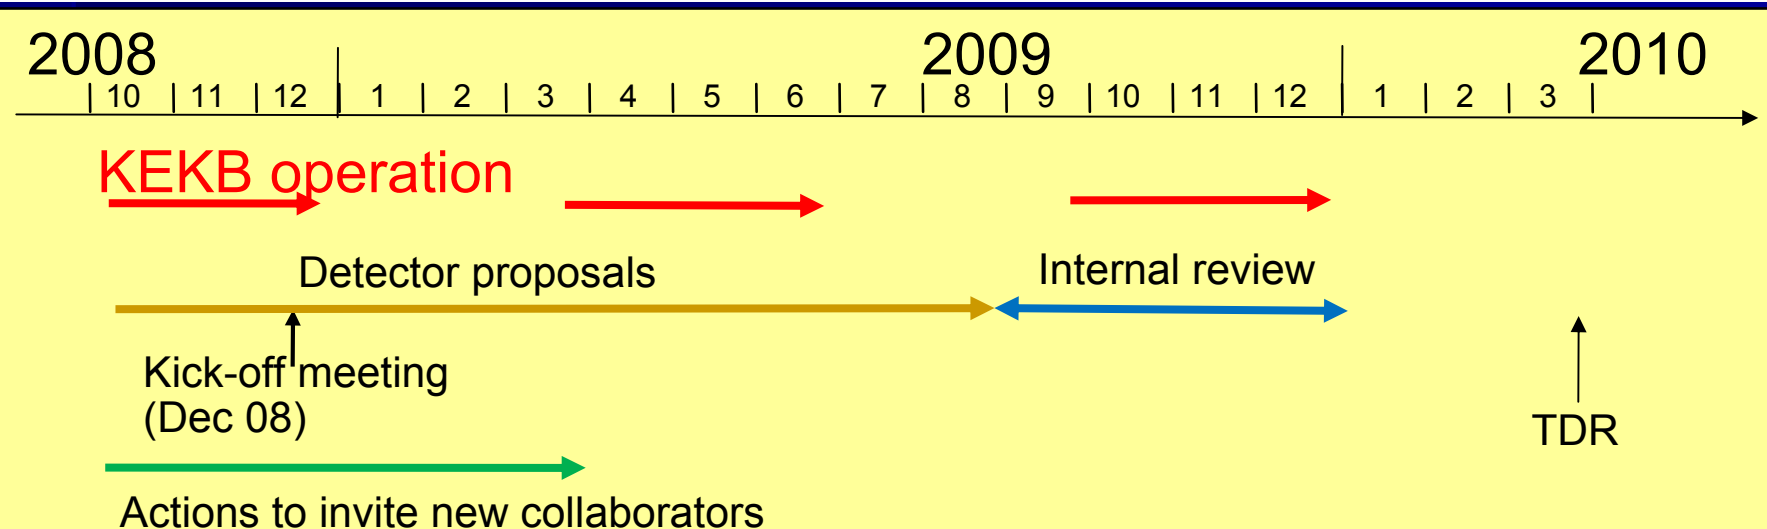 2008 2009 2010
| 10 | 11 | 12 | 1 | 2 | 3 | 4 | 5 | 6 | 7 | 8 | 9 | 10 | 11 | 12 | 1 | 2 | 3 |
KEKB operation
Detector proposals Internal review
Kick-off meeting
(Dec 08)
TDR
Actions to invite new collaborators